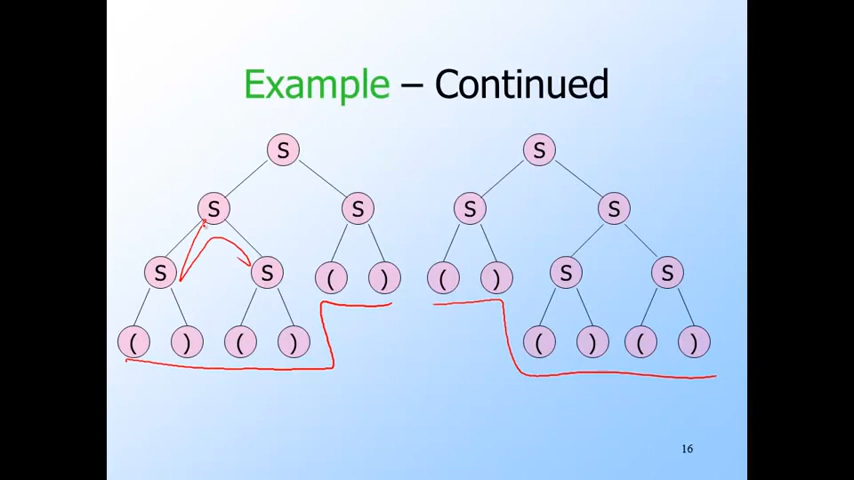 Example – Continued
S S
S S S S
S S ( ) ( ) S S
( ) ( ) ( ) ( )
16